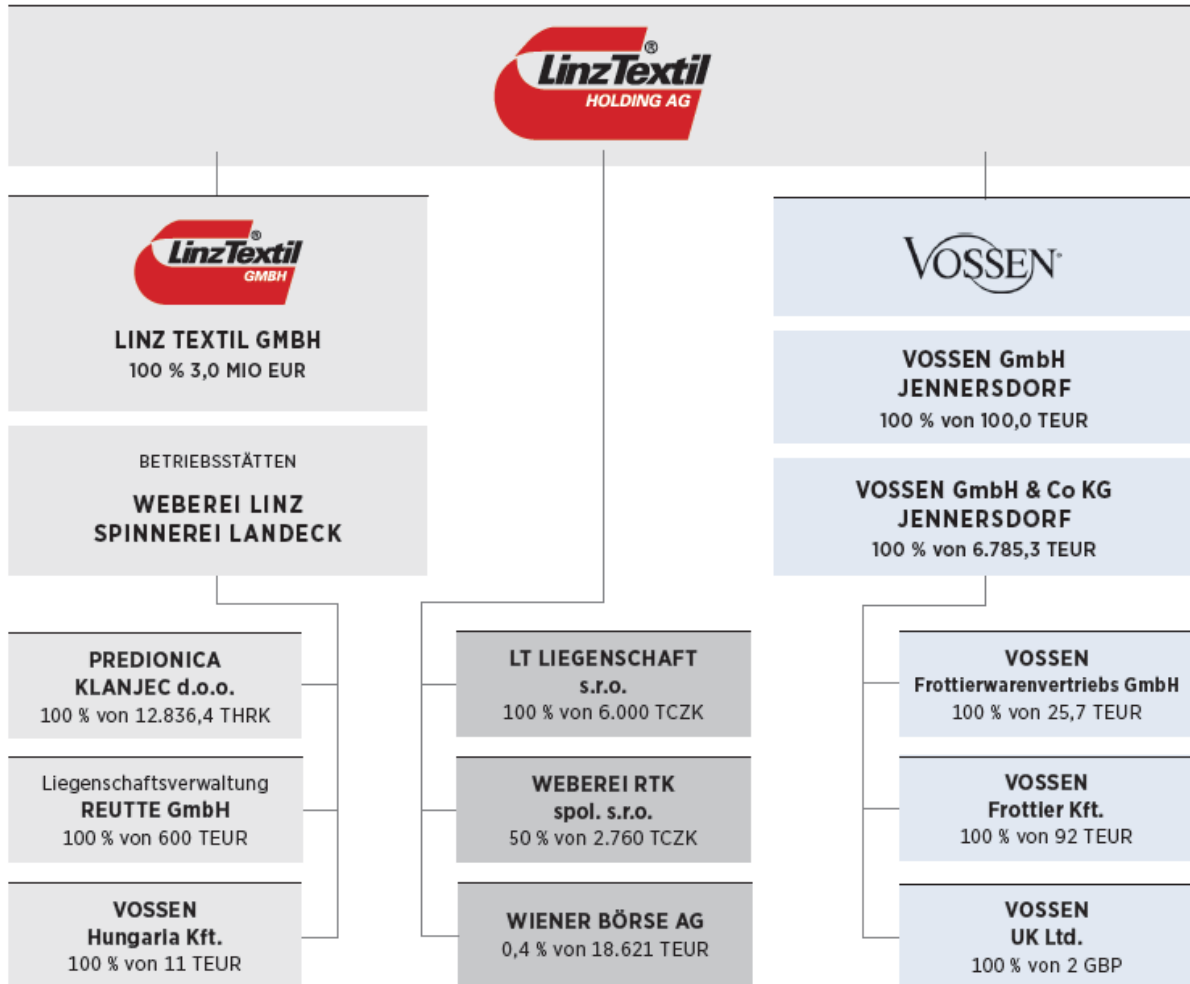 LinzTextil®
HOLDING AG
LinzTextil®
GMBH
LINZ TEXTIL GMBH
100 % 3,0 MIO EUR
BETRIEBSSTÄTTEN
WEBEREI LINZ
SPINNEREI LANDECK
PREDIONICA
KLANJEC d.o.o.
100 % von 12.836,4 THRK
Liegenschaftsverwaltung
REUTTE GmbH
100 % von 600 TEUR
VOSSEN
Hungaria Kft.
100 % von 11 TEUR
LT LIEGENSCHAFT
s.r.o.
100 % von 6.000 TCZK
WEBEREI RTK
spol. s.r.o.
50 % von 2.760 TCZK
WIENER BÖRSE AG
0,4 % von 18.621 TEUR
VOSSEN®
VOSSEN GmbH
JENNERSDORF
100 % von 100,0 TEUR
VOSSEN GmbH & Co KG
JENNERSDORF
100 % von 6.785,3 TEUR
VOSSEN
Frottierwarenvertriebs GmbH
100 % von 25,7 TEUR
VOSSEN
Frottier Kft.
100 % von 92 TEUR
VOSSEN
UK Ltd.
100 % von 2 GBP